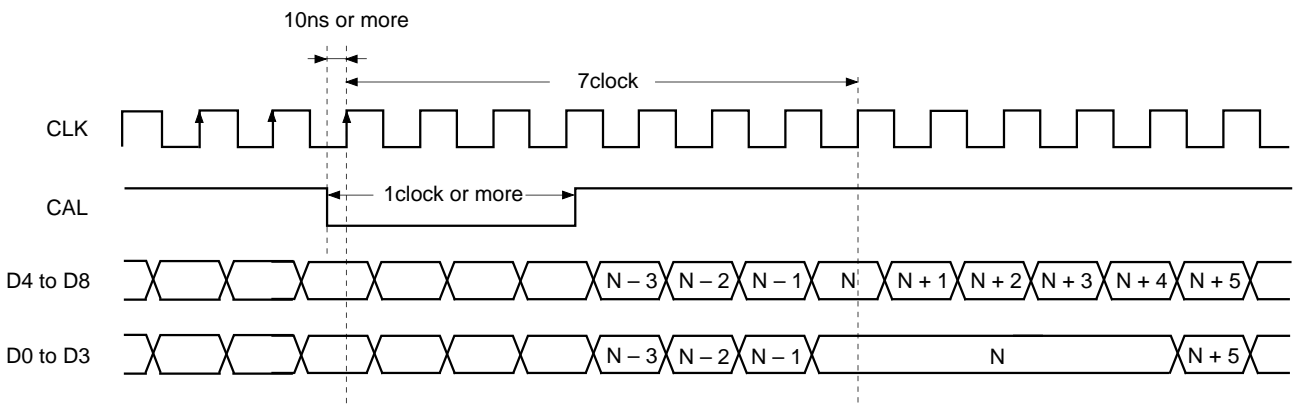 10ns or more
7clock
CLK
1clock or more
CAL
D4 to D8 N – 3 N – 2 N – 1 N N + 1 N + 2 N + 3 N + 4 N + 5
D0 to D3 N – 3 N – 2 N – 1 N N + 5